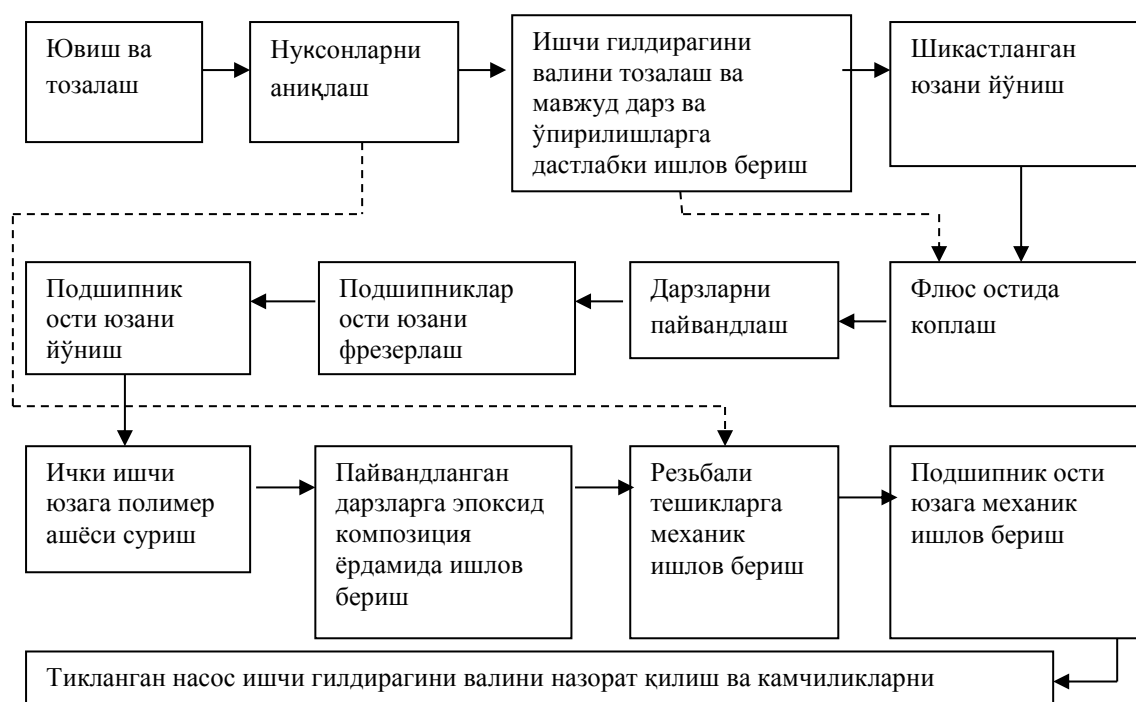 Ювиш ва
тозалаш
Нуқсонларни
аниқлаш
Ишчи гилдирагини
валини тозалаш ва
мавжуд дарз ва
ўпирилишларга
дастлабки ишлов бериш
Шикастланган
юзани йўниш
Подшипник
ости юзани
йўниш
Подшипниклар
ости юзани
фрезерлаш
Дарзларни
пайвандлаш
Флюс остида
коплаш
Ички ишчи
юзага полимер
ашёси суриш
Пайвандланган
дарзларга эпоксид
композиция
ёрдамида ишлов
бериш
Резьбали
тешикларга
механик
ишлов бериш
Подшипник ости
юзага механик
ишлов бериш
Тикланган насос ишчи гилдирагини валини назорат қилиш ва камчиликларни